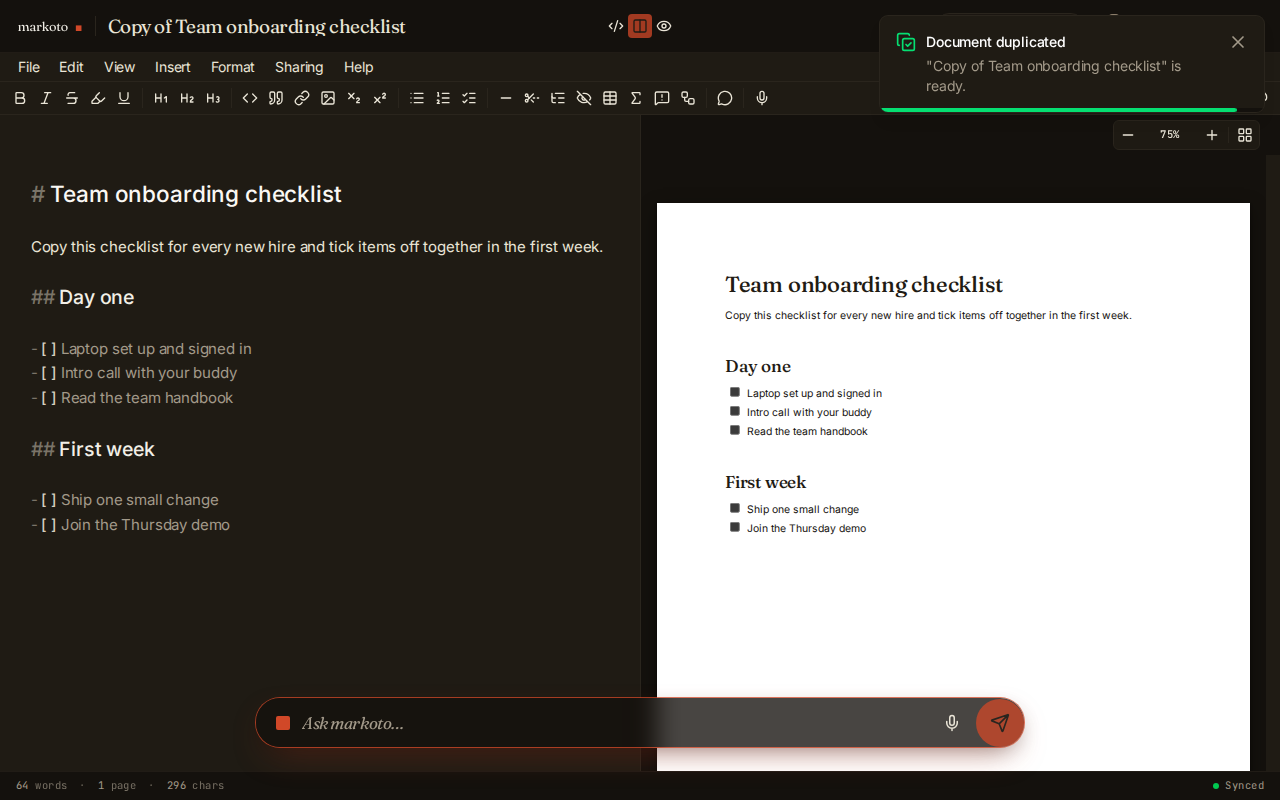 markoto
Copy of Team onboarding checklist
Document duplicated
"Copy of Team onboarding checklist" is
ready.
File Edit View Insert Format Sharing Help
H1 H2 H3
75%
# Team onboarding checklist
Copy this checklist for every new hire and tick items off together in the first week.
## Day one
- [ ] Laptop set up and signed in
- [ ] Intro call with your buddy
- [ ] Read the team handbook
## First week
- [ ] Ship one small change
- [ ] Join the Thursday demo
Team onboarding checklist
Copy this checklist for every new hire and tick items off together in the first week.
Day one
Laptop set up and signed in
Intro call with your buddy
Read the team handbook
First week
Ship one small change
Join the Thursday demo
Ask markoto...
64 words · 1 page · 296 chars
Synced